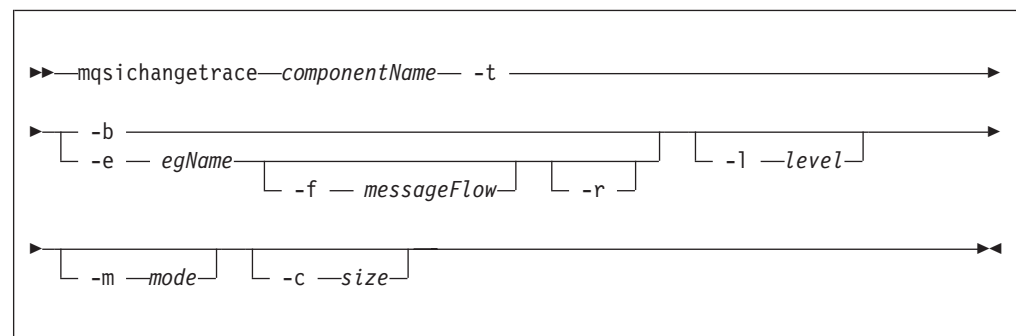 mqsichangetrace componentName -t
-b
-e egName
-f messageFlow
-r
-l level
-m mode
-c size